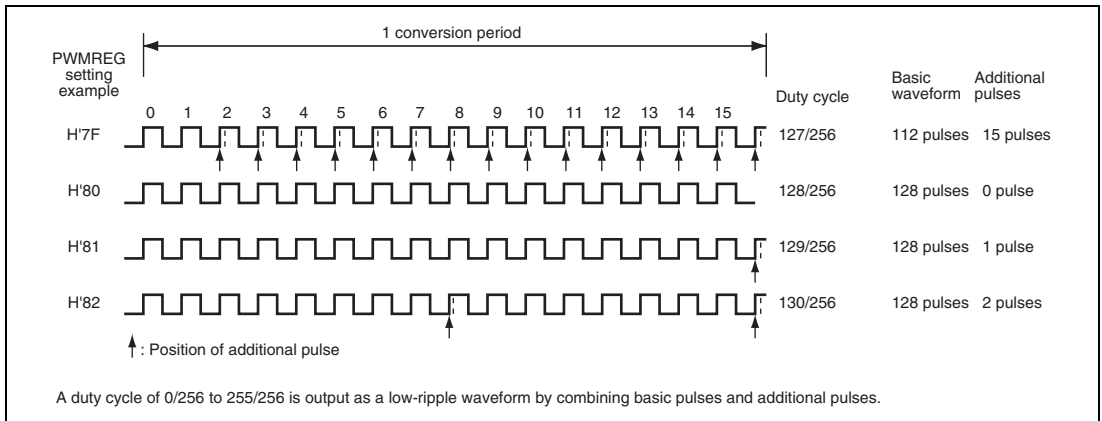 1 conversion period
PWMREG
setting
example
Duty cycle
Basic
waveform
Additional
pulses
0 1 2 3 4 5 6 7 8 9 10 11 12 13 14 15
H'7F 127/256 112 pulses 15 pulses
H'80 128/256 128 pulses 0 pulse
H'81 129/256 128 pulses 1 pulse
H'82 130/256 128 pulses 2 pulses
: Position of additional pulse
A duty cycle of 0/256 to 255/256 is output as a low-ripple waveform by combining basic pulses and additional pulses.